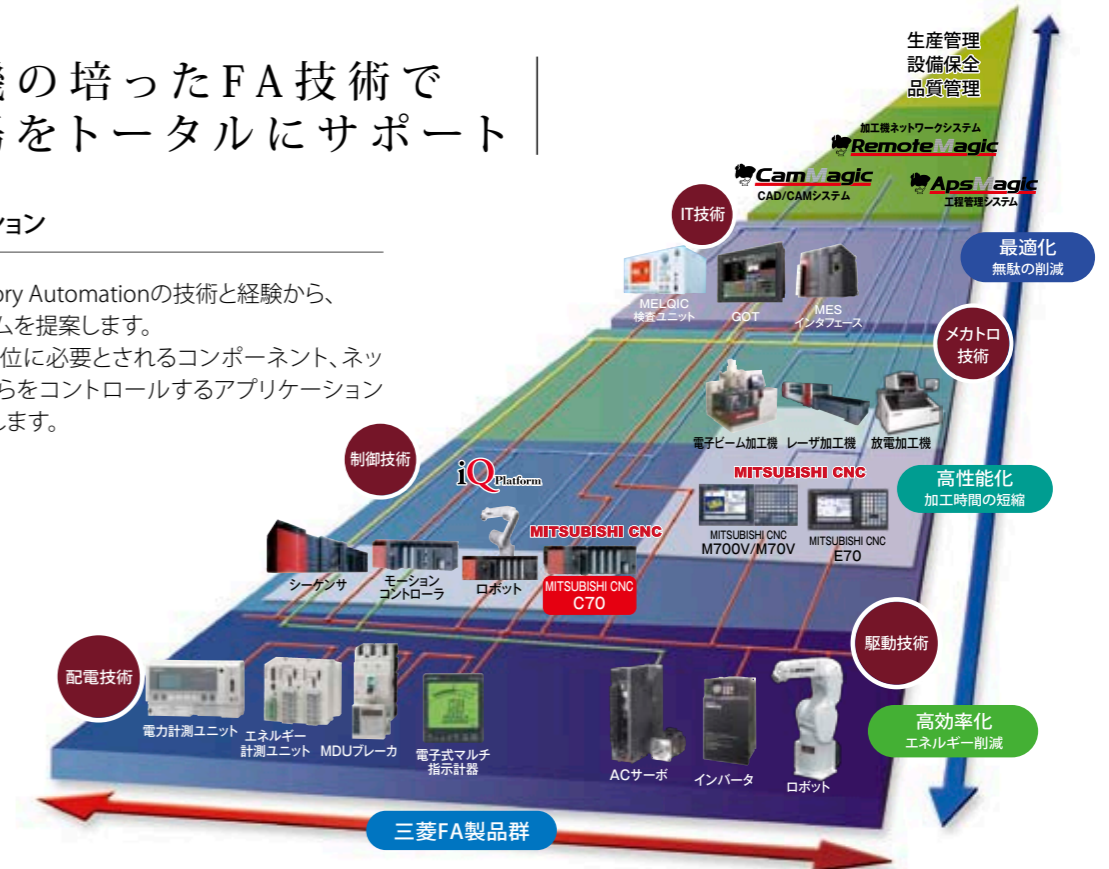 の培ったFA技術で
をトータルにサポート
ション
ory Automationの技術と経験から、
ムを提案します。
位に必要とされるコンポーネント、ネッ
らをコントロールするアプリケーション
します。
生産管理
設備保全
品質管理
加工機ネットワークシステム
RemoteMagic
CamMagic
CAD/CAMシステム
ApsMagic
工程管理システム
IT技術
最適化
無駄の削減
MELQIC
検査ユニット
GOT
MES
インタフェース
メカトロ
技術
電子ビーム加工機
レーザ加工機
放電加工機
制御技術
iQ Platform
MITSUBISHI CNC
高性能化
加工時間の短縮
MITSUBISHI CNC
M700V/M70V
MITSUBISHI CNC
E70
MITSUBISHI CNC
シーケンサ
モーション
コントローラ
ロボット
MITSUBISHI CNC
C70
配電技術
駆動技術
電力計測ユニット
エネルギー
計測ユニット
MDUブレーカ
電子式マルチ
指示計器
ACサーボ
インバータ
ロボット
高効率化
エネルギー削減
三菱FA製品群